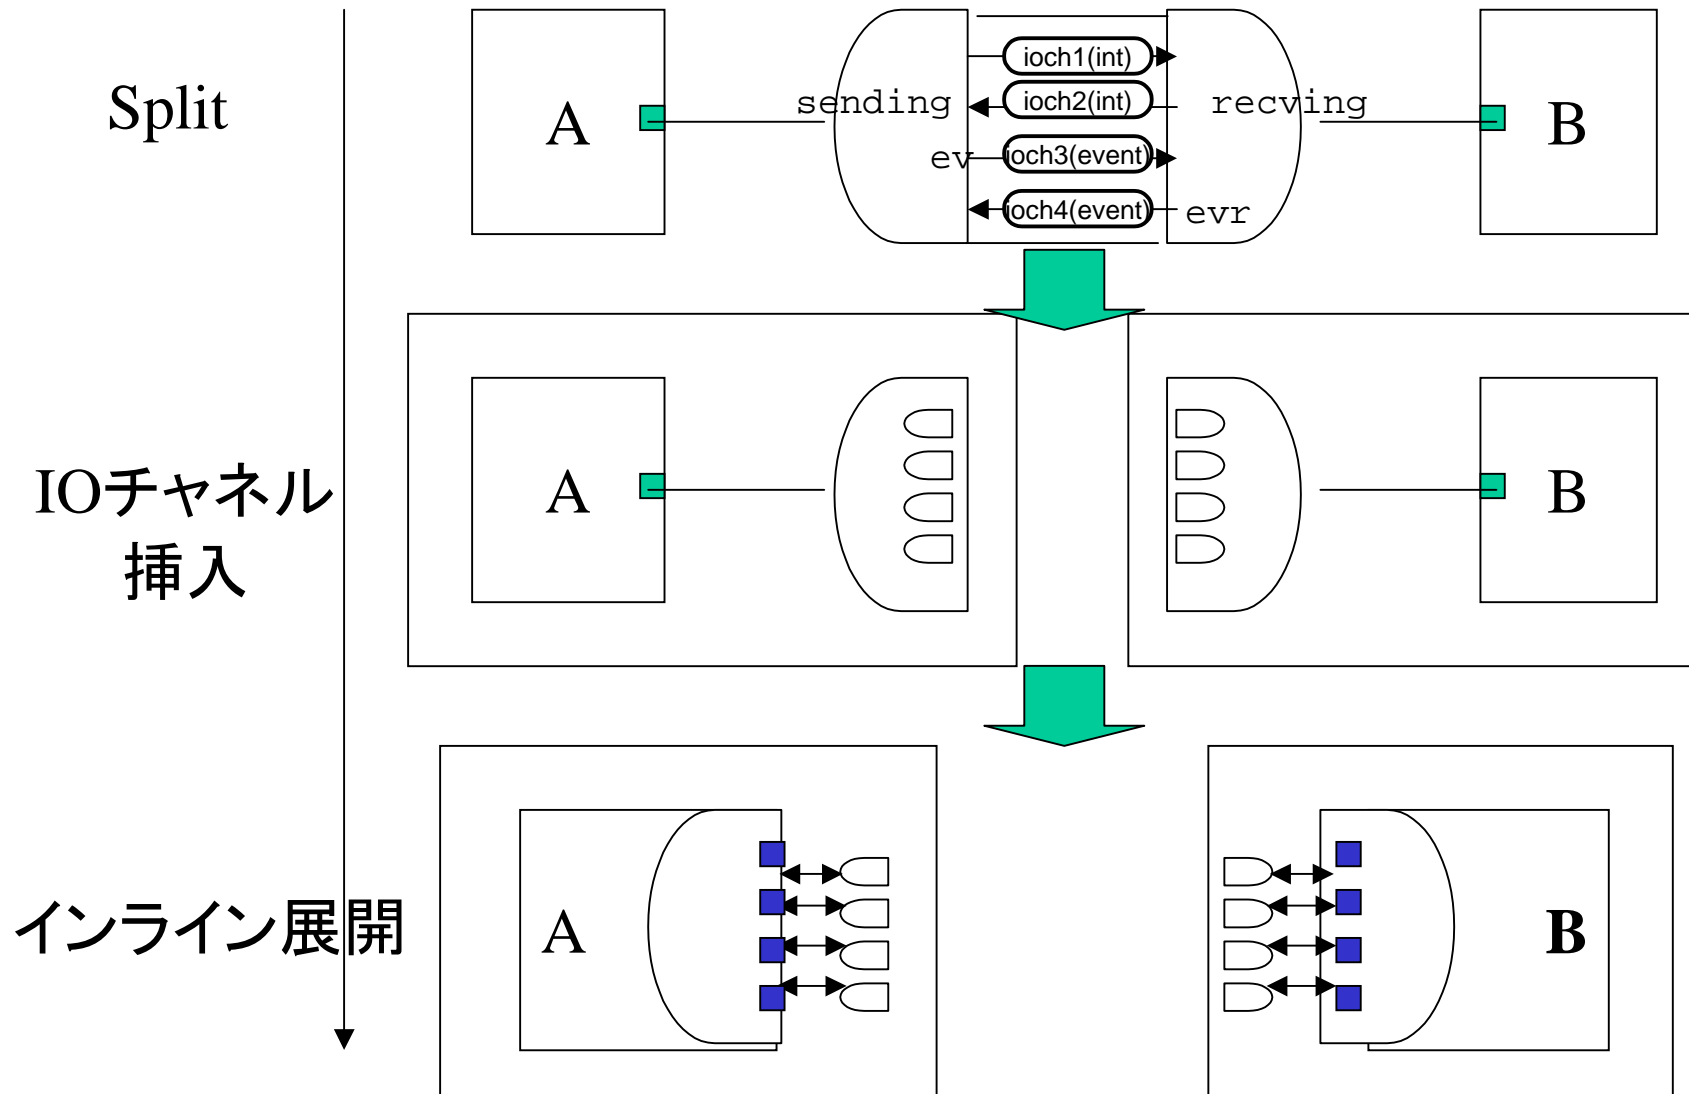 Split
A
sending
ioch1(int)
ioch2(int)
recving
ev
ioch3(event)
ioch4(event)
evr
B
IOチャネル
挿入
A
B
インライン展開
A
B